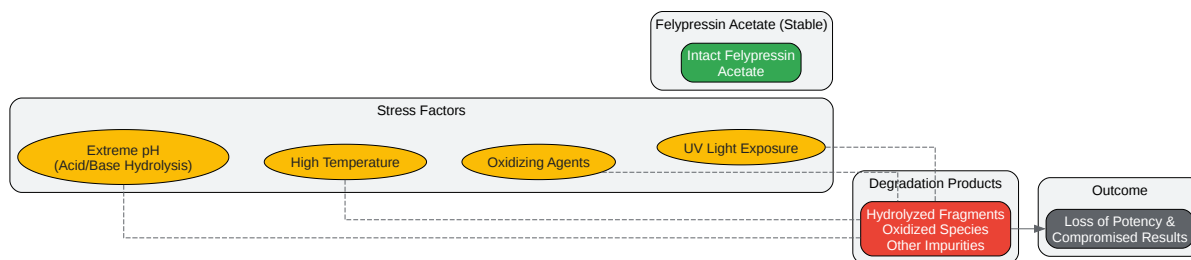 Felypressin Acetate (Stable)
Intact Felypressin
Acetate
Stress Factors
Extreme pH
(Acid/Base Hydrolysis)
High Temperature
Oxidizing Agents
UV Light Exposure
Degradation Products
Hydrolyzed Fragments
Oxidized Species
Other Impurities
Outcome
Loss of Potency &
Compromised Results